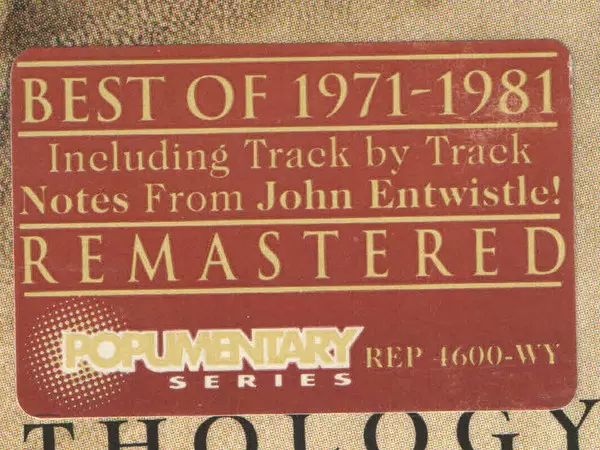 BEST OF 1971-1981
Including Track by Track
Notes From John Entwistle!
REMASTERED
POPUMENTARY
SERIES
REP 4600-WY
THOLOGY